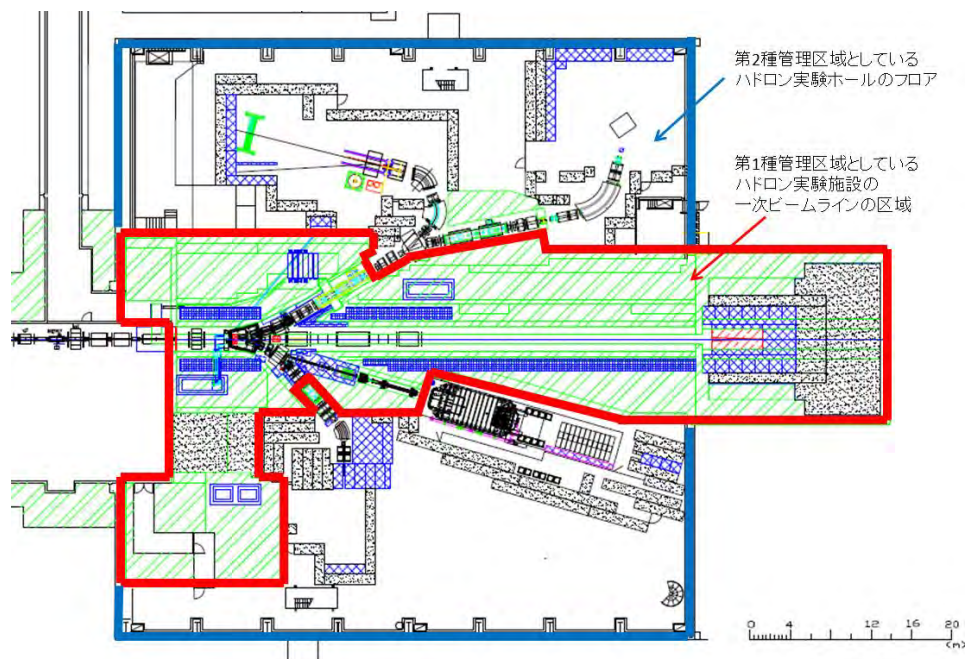 第2種管理区域としている
ハドロン実験ホールのフロア
第1種管理区域としている
ハドロン実験施設の
一次ビームラインの区域
0 4 12 16 20
(m)